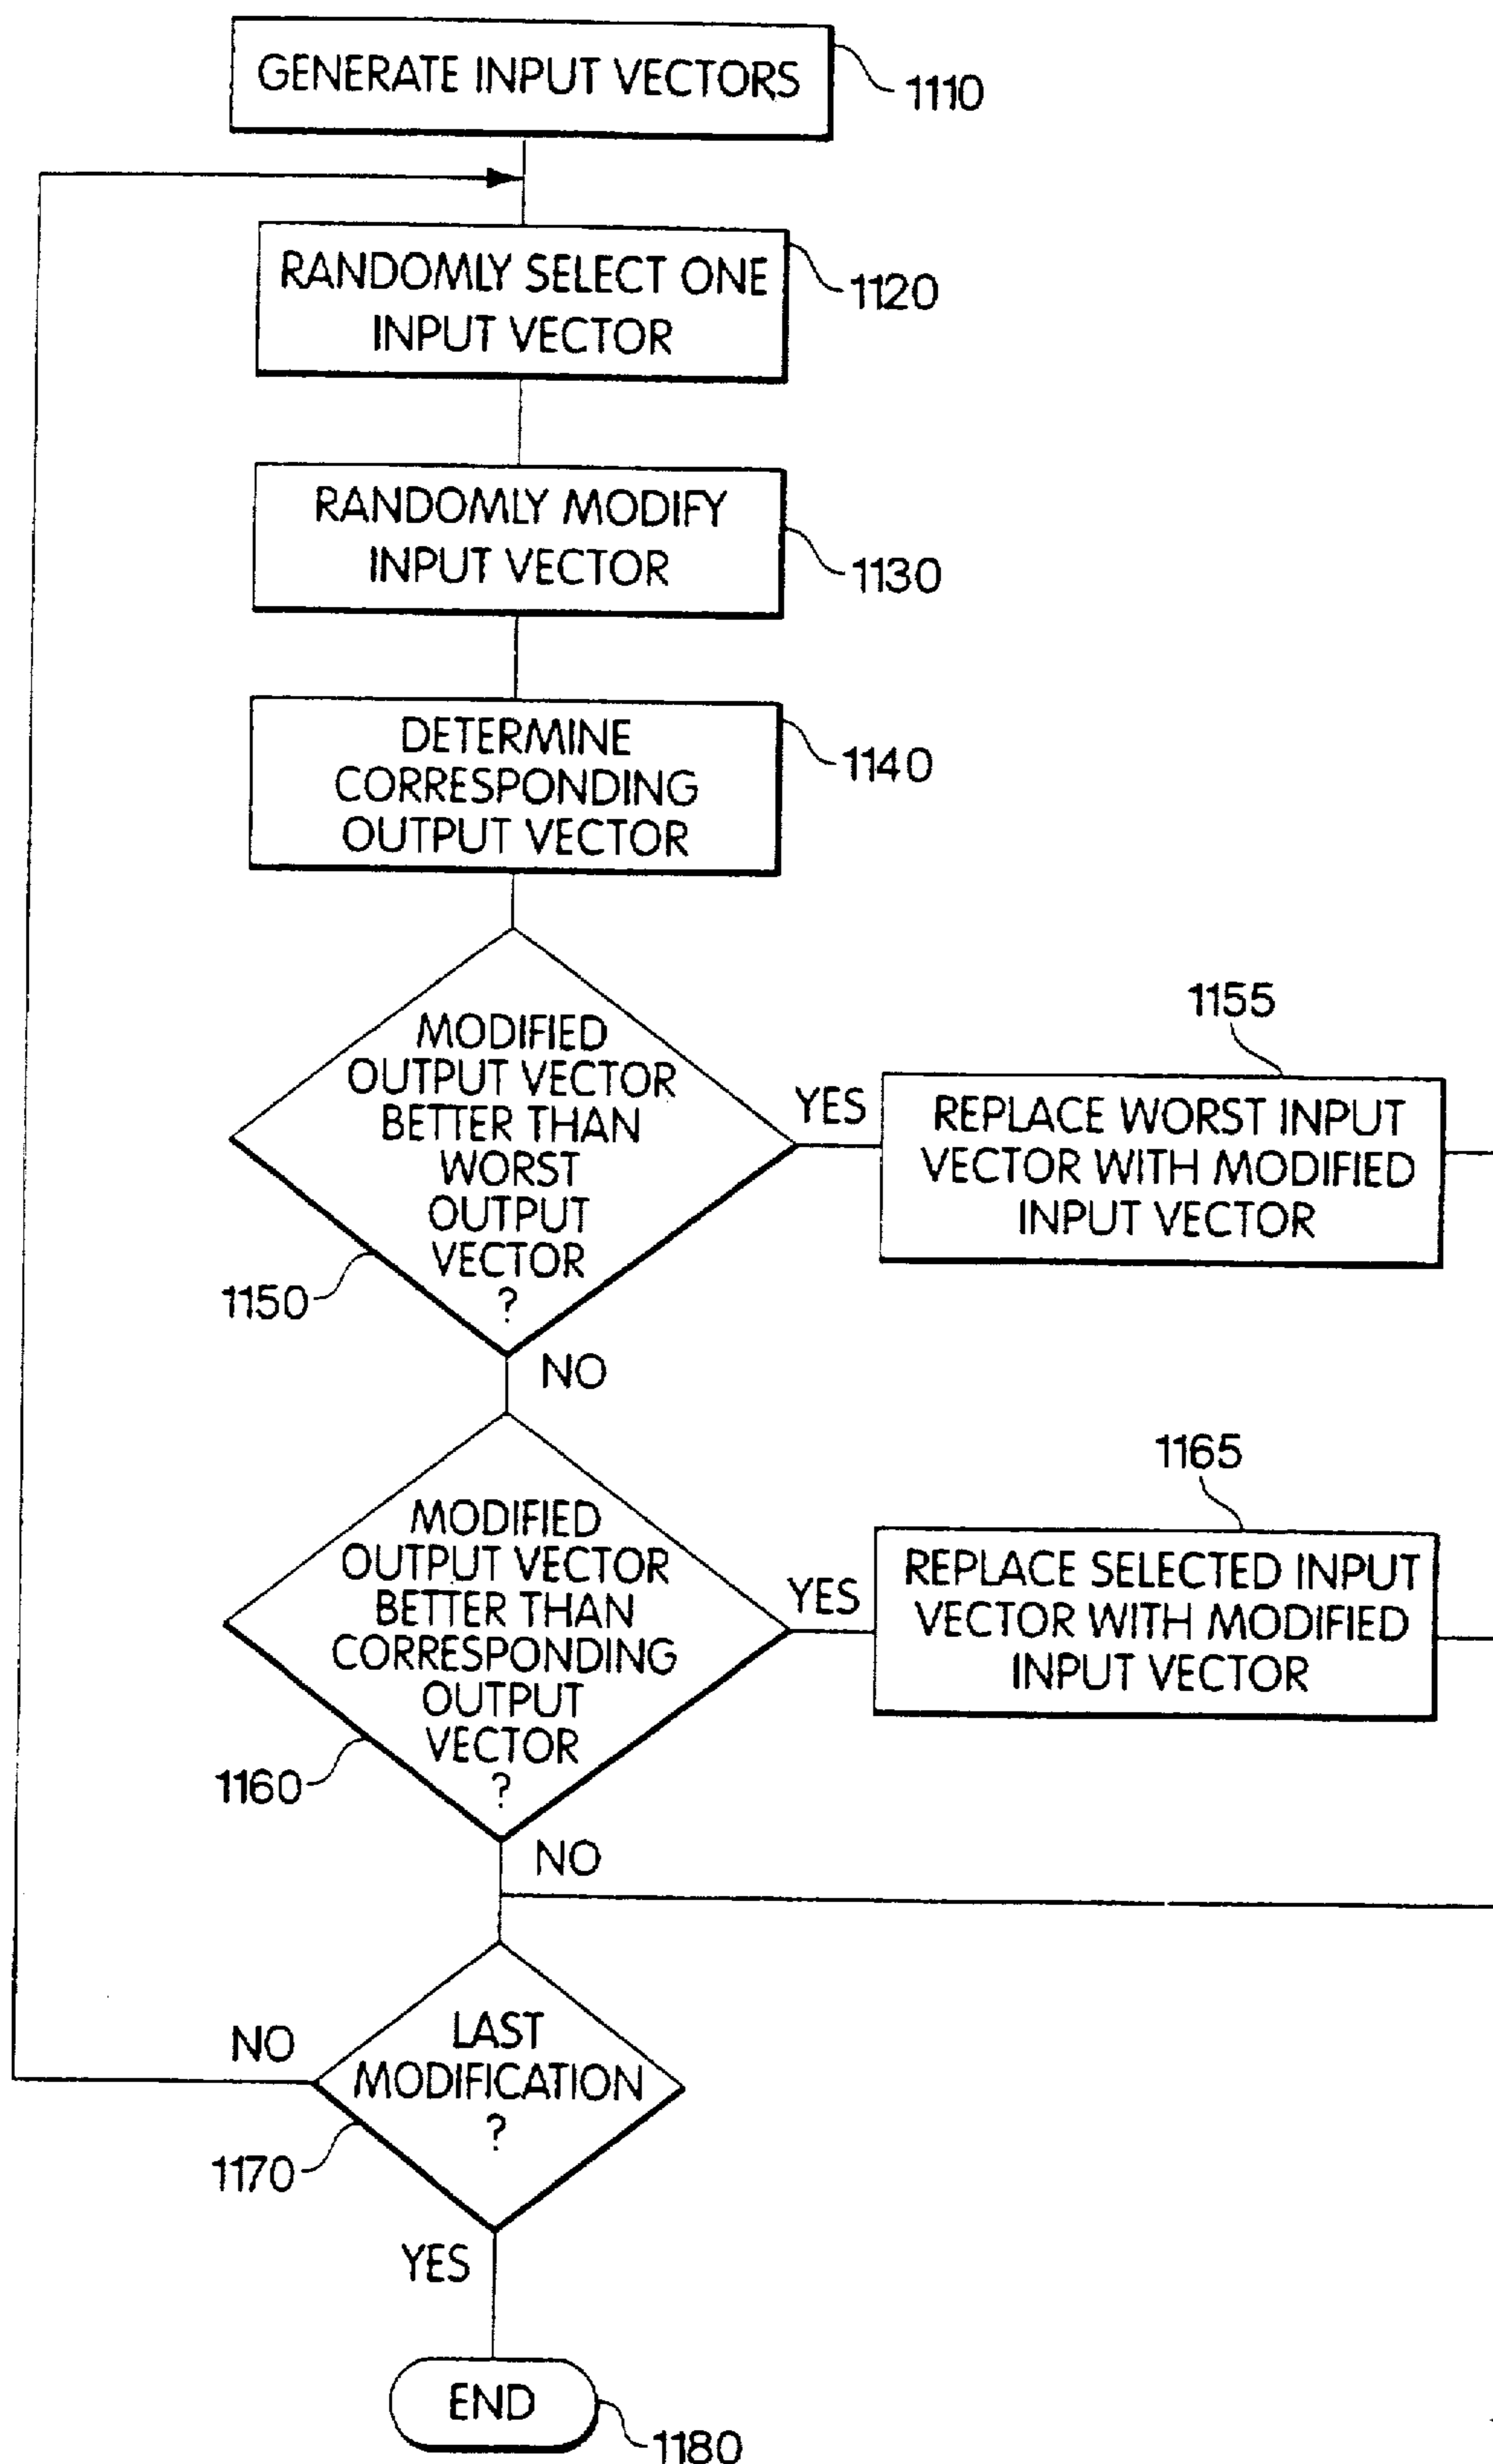 GENERATE INPUT VECTORS
1110
RANDOMLY SELECT ONE
INPUT VECTOR
1120
RANDOMLY MODIFY
INPUT VECTOR
1130
DETERMINE
CORRESPONDING
OUTPUT VECTOR
1140
MODIFIED
OUTPUT VECTOR
BETTER THAN
WORST
OUTPUT
VECTOR
?
1150
YES
1155
REPLACE WORST INPUT
VECTOR WITH MODIFIED
INPUT VECTOR
NO
MODIFIED
OUTPUT VECTOR
BETTER THAN
CORRESPONDING
OUTPUT
VECTOR
?
1160
YES
1165
REPLACE SELECTED INPUT
VECTOR WITH MODIFIED
INPUT VECTOR
NO
LAST
MODIFICATION
?
NO
1170
YES
END
1180